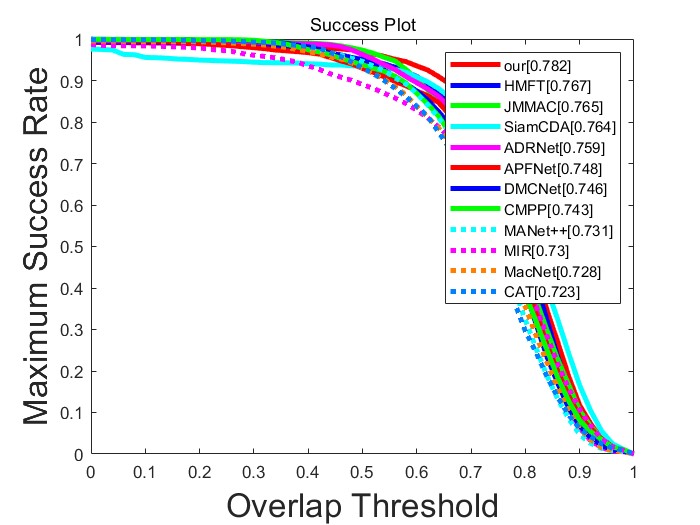 Success Plot
Maximum Success Rate
1
0.9
0.8
0.7
0.6
0.5
0.4
0.3
0.2
0.1
0
our[0.782]
HMFT[0.767]
JMMAC[0.765]
SiamCDA[0.764]
ADRNet[0.759]
APFNet[0.748]
DMCNet[0.746]
CMPP[0.743]
MANet++[0.731]
MIR[0.73]
MacNet[0.728]
CAT[0.723]
0 0.1 0.2 0.3 0.4 0.5 0.6 0.7 0.8 0.9 1
Overlap Threshold